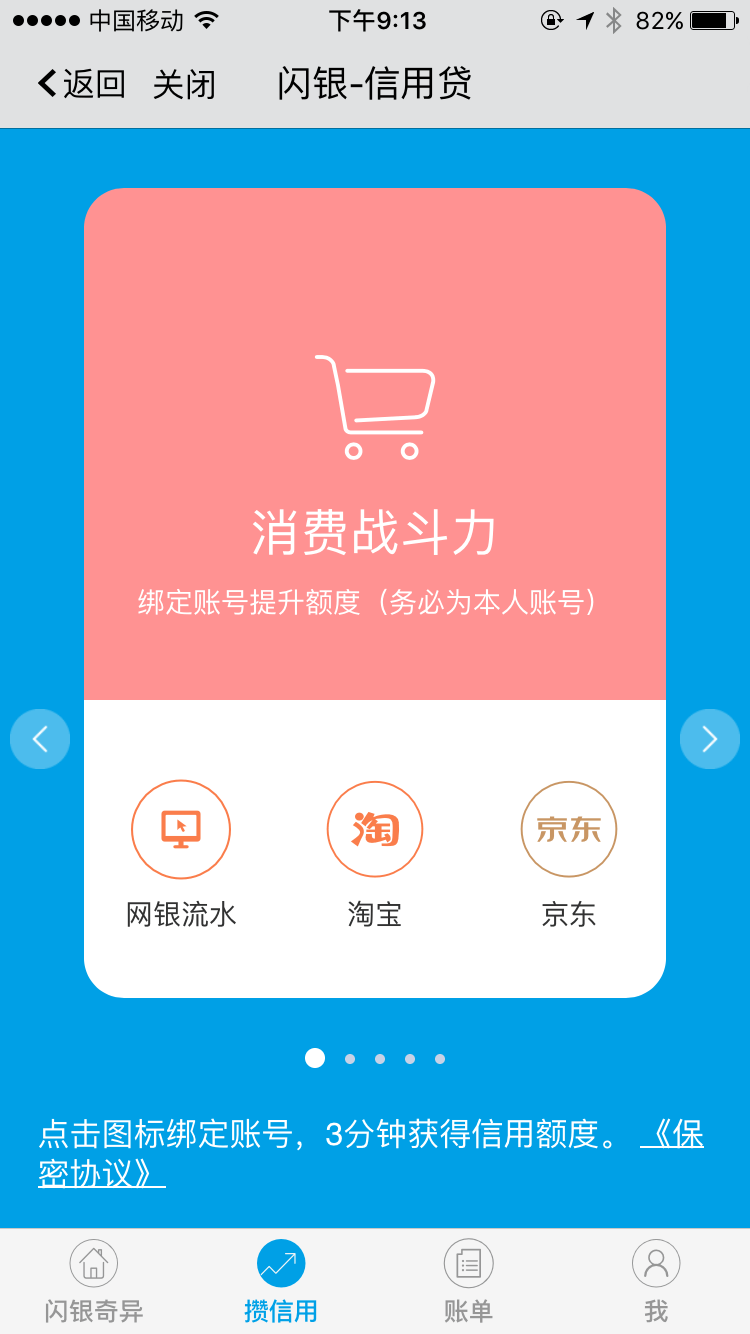 中国移动 下午9:13 82%
返回 关闭 闪银-信用贷
消费战斗力
绑定账号提升额度（务必为本人账号）
淘 京东
网银流水 淘宝 京东
点击图标绑定账号，3分钟获得信用额度。《保
密协议》
闪银奇异 攒信用 账单 我